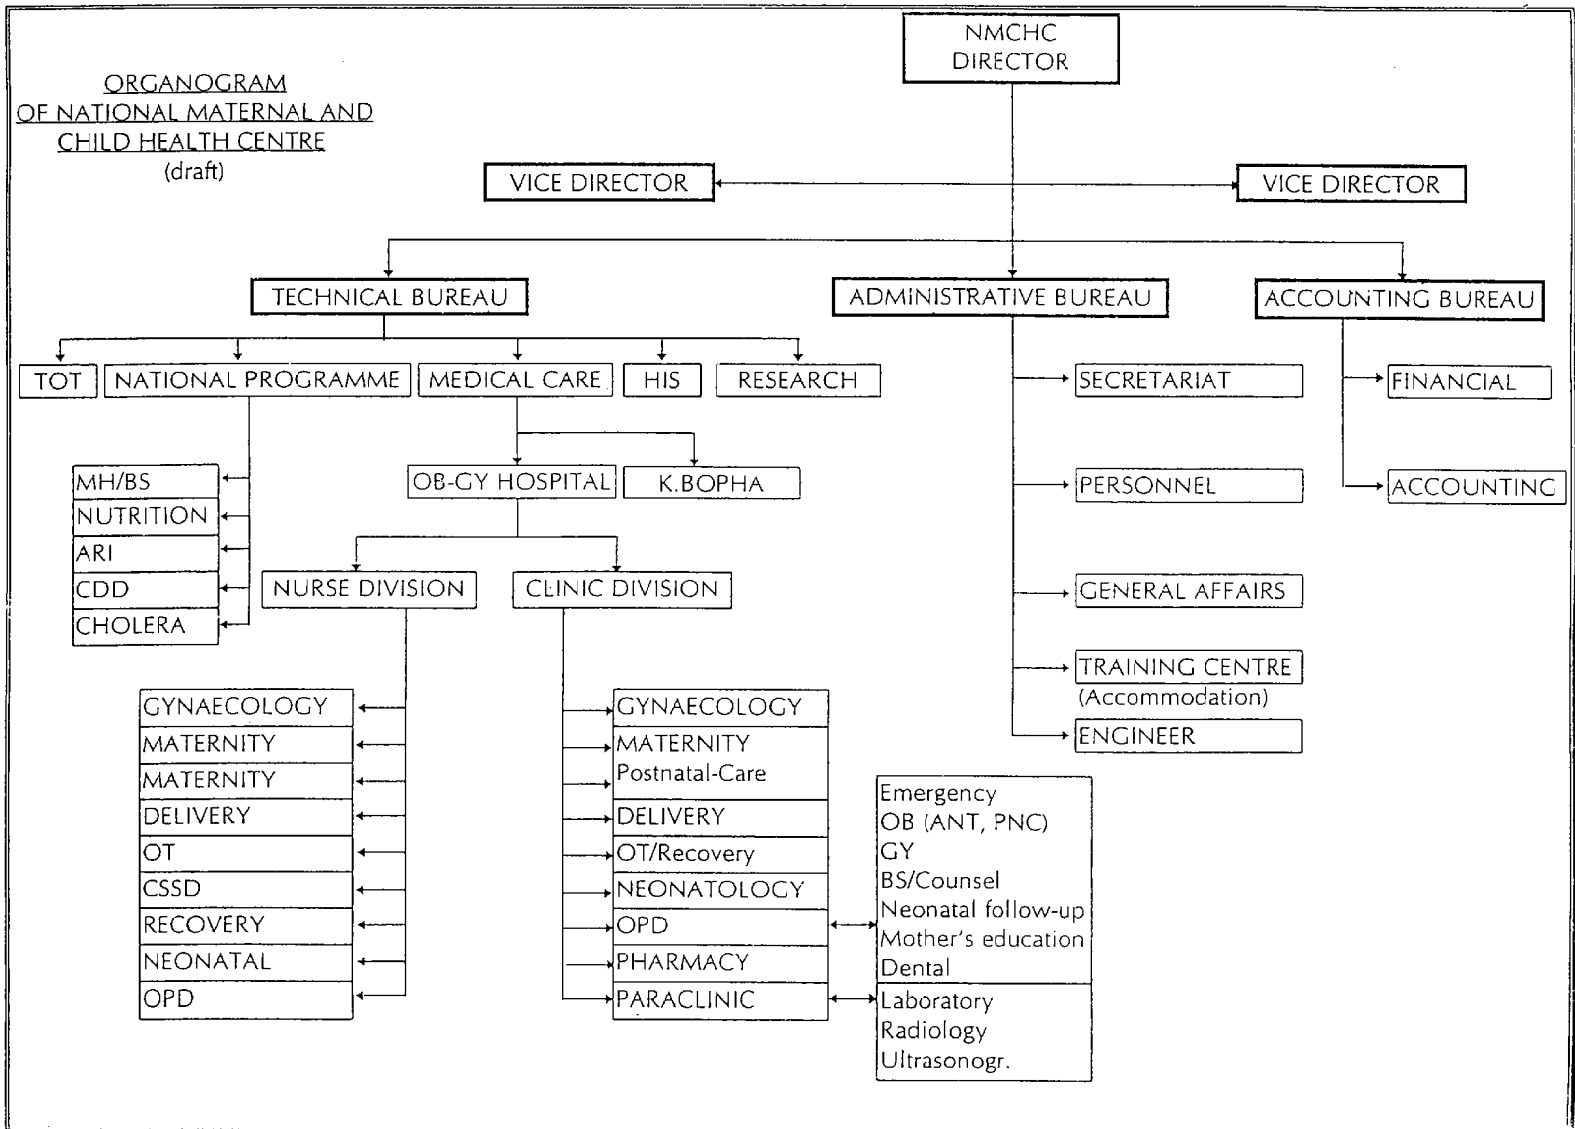 NMCHC
DIRECTOR
ORGANOGRAM
OF NATIONAL MATERNAL AND
CHILD HEALTH CENTRE
(draft)
VICE DIRECTOR
VICE DIRECTOR
TECHNICAL BUREAU
ADMINISTRATIVE BUREAU
ACCOUNTING BUREAU
TOT
NATIONAL PROGRAMME
MEDICAL CARE
HIS
RESEARCH
SECRETARIAT
FINANCIAL
OB-GY HOSPITAL
K.BOPHA
PERSONNEL
ACCOUNTING
MH/BS
NUTRITION
ARI
CDD
CHOLERA
NURSE DIVISION
CLINIC DIVISION
GENERAL AFFAIRS
TRAINING CENTRE
(Accommodation)
ENGINEER
GYNAECOLOGY
MATERNITY
MATERNITY
DELIVERY
OT
CSSD
RECOVERY
NEONATAL
OPD
GYNAECOLOGY
MATERNITY
Postnatal-Care
DELIVERY
OT/Recovery
NEONATOLOGY
OPD
PHARMACY
PARACLINIC
Emergency
OB (ANT, PNC)
GY
BS/Counsel
Neonatal follow-up
Mother's education
Dental
Laboratory
Radiology
Ultrasonogr.